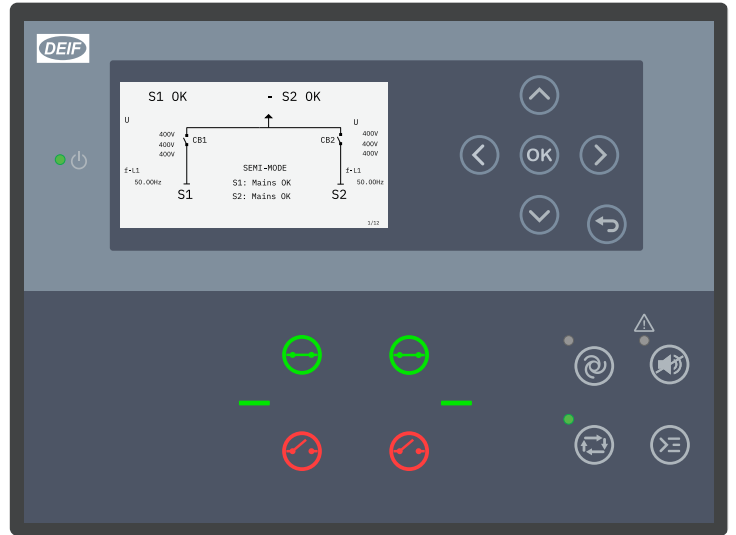 DEIF
S1 OK - S2 OK
U U
400V 400V
400V CB1 CB2 400V
400V 400V
SEMI-MODE
f-L1 f-L1
50.00Hz S1: Mains OK 50.00Hz
S1 S2: Mains OK S2
1/12
OK